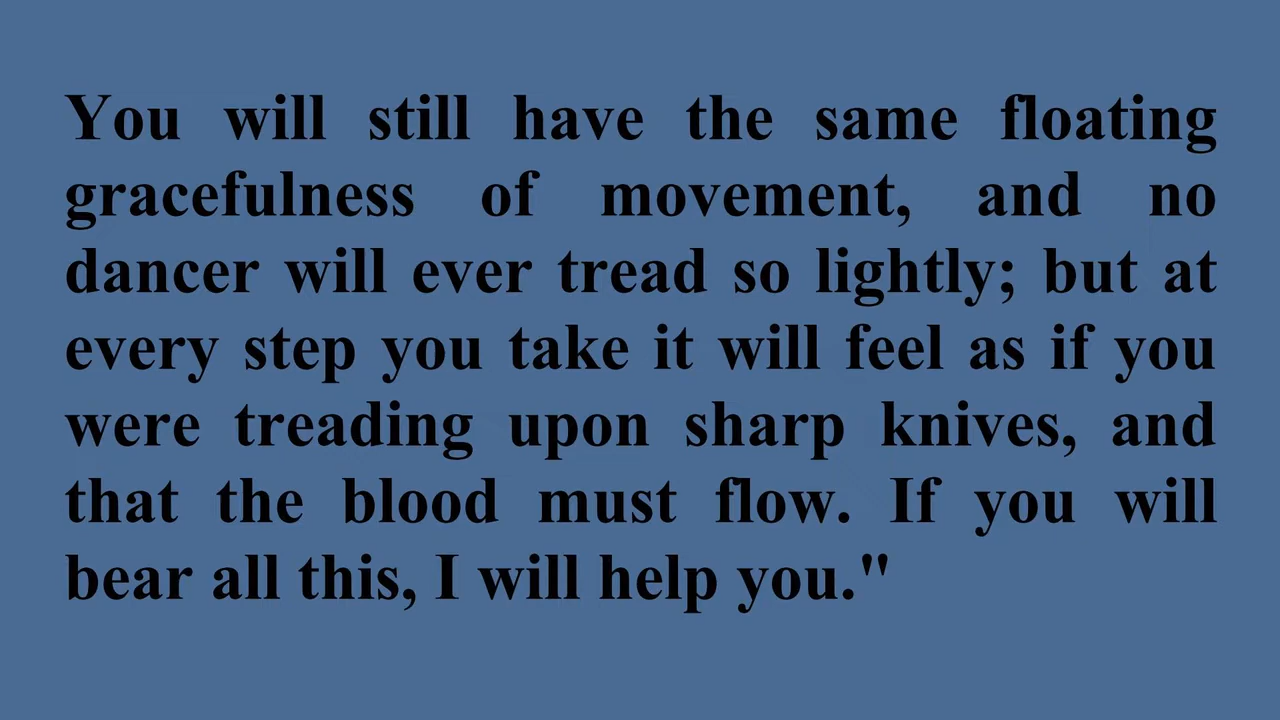 You will still have the same floating
gracefulness of movement, and no
dancer will ever tread so lightly; but at
every step you take it will feel as if you
were treading upon sharp knives, and
that the blood must flow. If you will
bear all this, I will help you."